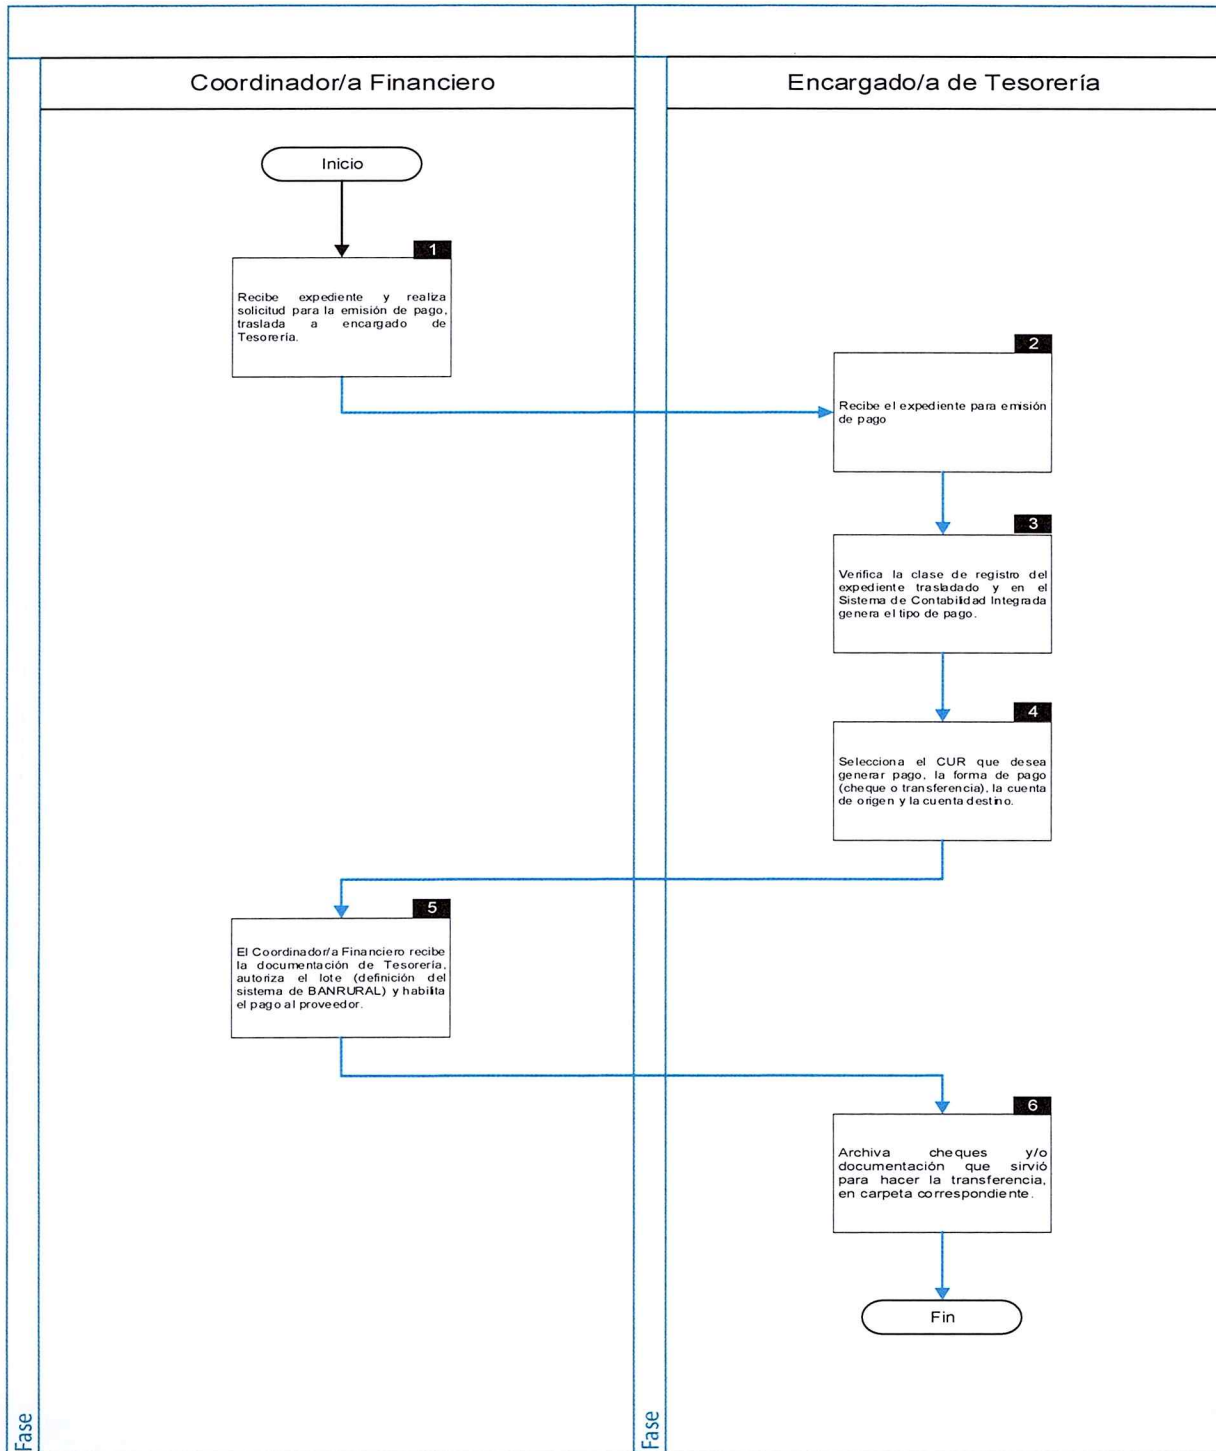 Coordinador/a Financiero
Encargado/a de Tesorería
Inicio
1
Recibe expediente y realiza
solicitud para la emisión de pago,
traslada a encargado de
Tesorería.
2
Recibe el expediente para emisión
de pago
3
Verifica la clase de registro del
expediente trasladado y en el
Sistema de Contabilidad Integrada
genera el tipo de pago.
4
Selecciona el CUR que desea
generar pago, la forma de pago
(cheque o transferencia), la cuenta
de origen y la cuenta destino.
5
El Coordinador/a Financiero recibe
la documentación de Tesorería,
autoriza el lote (definición del
sistema de BANRURAL) y habilita
el pago al proveedor.
6
Archiva cheques y/o
documentación que sirvió
para hacer la transferencia,
en carpeta correspondiente.
Fin
Fase
Fase